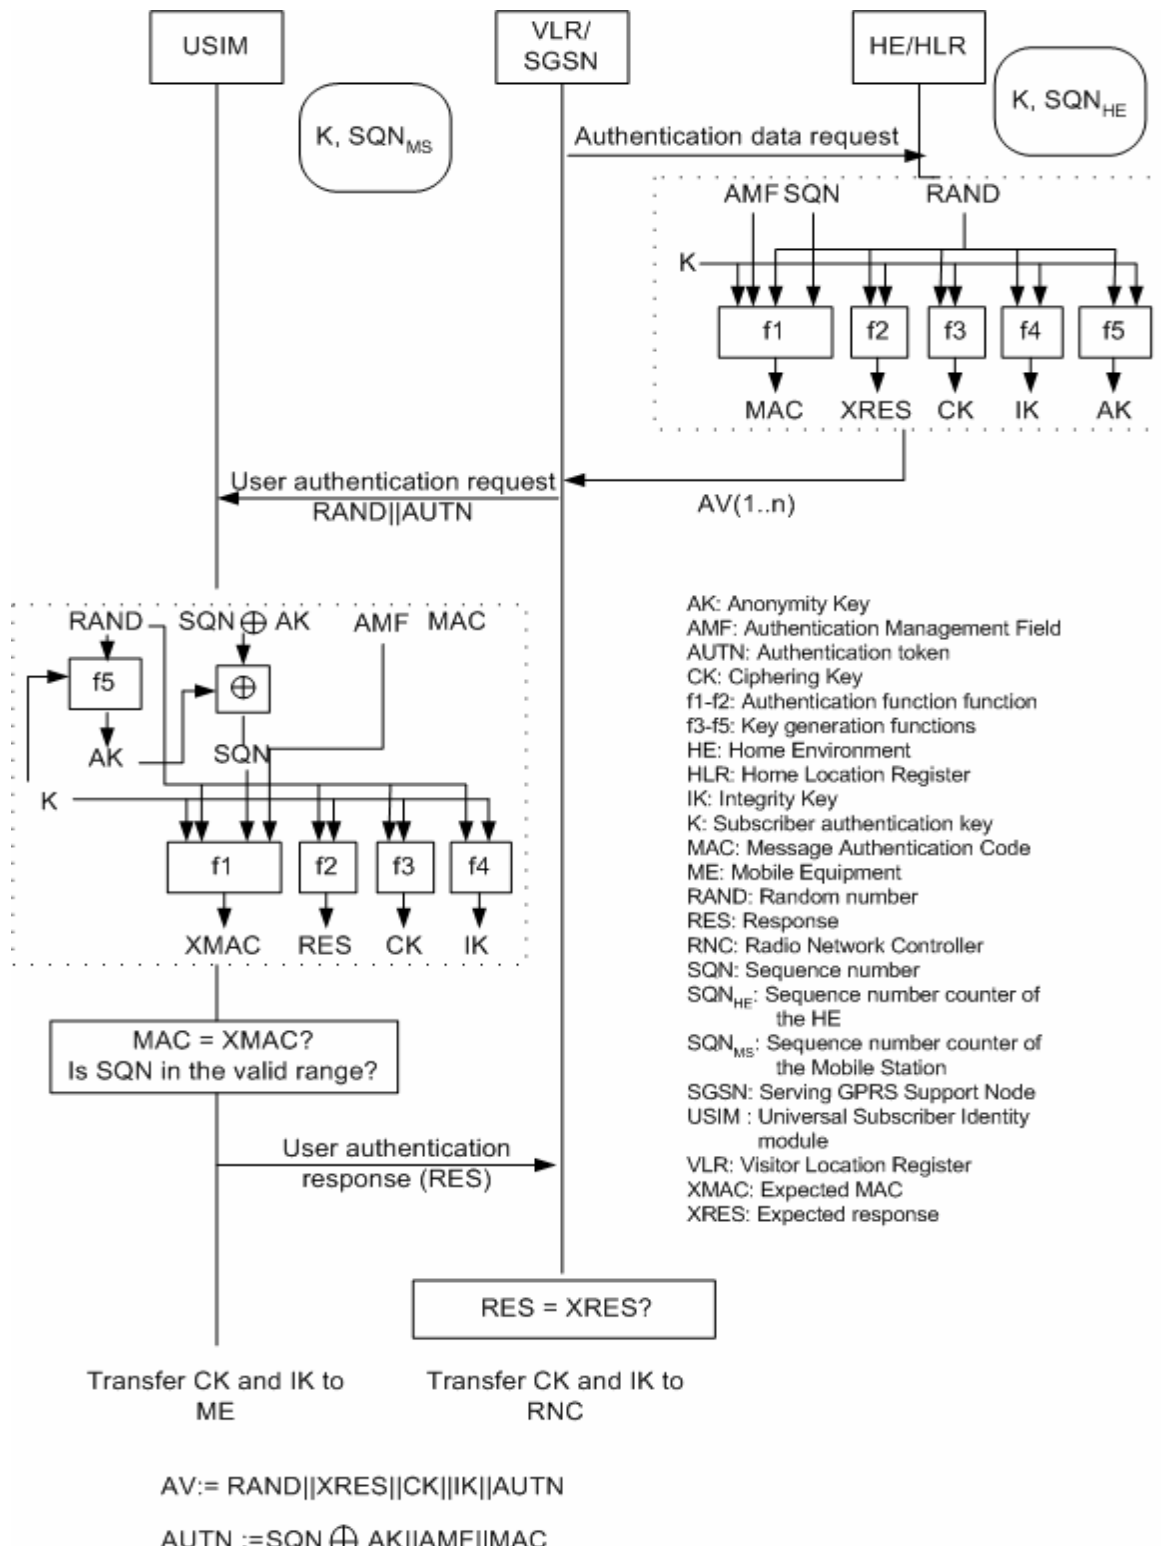 USIM
VLR/
SGSN
HE/HLR
K, SQN_MS
K, SQN_HE
Authentication data request
AMF SQN
RAND
K
f1
f2
f3
f4
f5
MAC
XRES
CK
IK
AK
User authentication request
RAND||AUTN
AV(1..n)
RAND
SQN ⊕ AK
AMF
MAC
f5
⊕
AK
SQN
K
f1
f2
f3
f4
XMAC
RES
CK
IK
MAC = XMAC?
Is SQN in the valid range?
User authentication
response (RES)
RES = XRES?
Transfer CK and IK to
ME
Transfer CK and IK to
RNC
AK: Anonymity Key
AMF: Authentication Management Field
AUTN: Authentication token
CK: Ciphering Key
f1-f2: Authentication function function
f3-f5: Key generation functions
HE: Home Environment
HLR: Home Location Register
IK: Integrity Key
K: Subscriber authentication key
MAC: Message Authentication Code
ME: Mobile Equipment
RAND: Random number
RES: Response
RNC: Radio Network Controller
SQN: Sequence number
SQN_HE: Sequence number counter of
the HE
SQN_MS: Sequence number counter of
the Mobile Station
SGSN: Serving GPRS Support Node
USIM : Universal Subscriber Identity
module
VLR: Visitor Location Register
XMAC: Expected MAC
XRES: Expected response
AV:= RAND||XRES||CK||IK||AUTN
AUTN :=SQN ⊕ AK||AMF||MAC